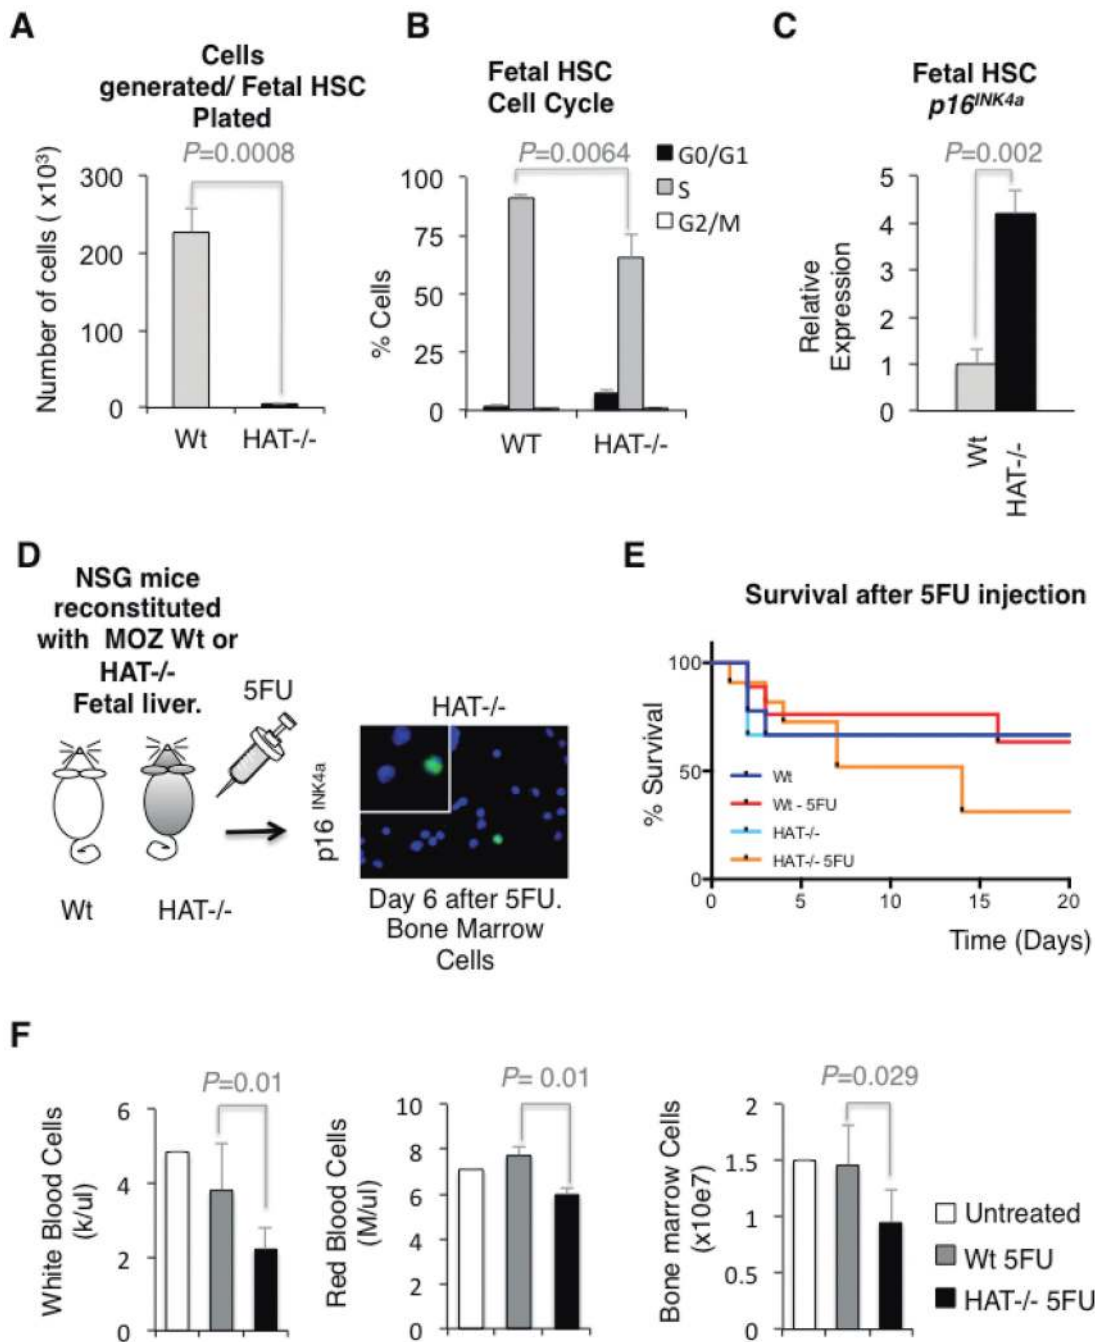 A
Cells
generated/ Fetal HSC
Plated
P=0.0008
Number of cells ( x10³)
300
200
100
0
Wt
HAT-/-
B
Fetal HSC
Cell Cycle
P=0.0064
G0/G1
S
G2/M
% Cells
100
75
50
25
0
WT
HAT-/-
C
Fetal HSC
p16INK4a
P=0.002
Relative
Expression
5
4
3
2
1
0
Wt
HAT-/-
D
NSG mice
reconstituted
with MOZ Wt or
HAT-/-
Fetal liver.
5FU
Wt
HAT-/-
HAT-/-
p16 INK4a
Day 6 after 5FU.
Bone Marrow
Cells
E
Survival after 5FU injection
% Survival
100
50
0
Wt
Wt - 5FU
HAT-/-
HAT-/- 5FU
0
5
10
15
20
Time (Days)
F
P=0.01
White Blood Cells
(k/ul)
6
4
2
0
P= 0.01
Red Blood Cells
(M/ul)
10
8
6
4
2
0
P=0.029
Bone marrow Cells
(x10e7)
2
1.5
1
0.5
0
Untreated
Wt 5FU
HAT-/- 5FU